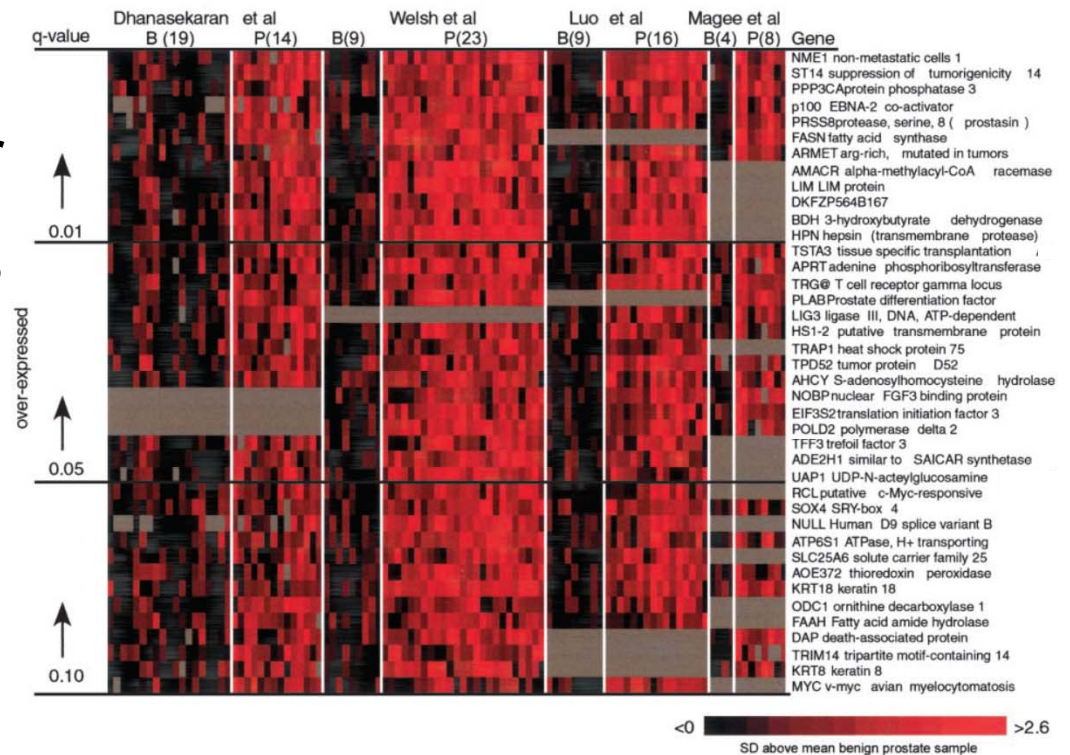 Dhanasekaran et al Welsh et al Luo et al Magee et al
q-value B (19) P(14) B(9) P(23) B(9) P(16) B(4) P(8) Gene
NME1 non-metastatic cells 1
ST14 suppression of tumorigenicity 14
PPP3CAprotein phosphatase 3
p100 EBNA-2 co-activator
PRSS8protease, serine, 8 ( prostasin )
FASN fatty acid synthase
ARMET arg-rich, mutated in tumors
AMACR alpha-methylacyl-CoA racemase
LIM LIM protein
DKFZP564B167
BDH 3-hydroxybutyrate dehydrogenase
0.01
HPN hepsin (transmembrane protease)
TSTA3 tissue specific transplantation
APRTadenine phosphoribosyltransferase
TRG@ T cell receptor gamma locus
PLABProstate differentiation factor
LIG3 ligase III, DNA, ATP-dependent
HS1-2 putative transmembrane protein
TRAP1 heat shock protein 75
TPD52 tumor protein D52
AHCY S-adenosylhomocysteine hydrolase
NOBPnuclear FGF3 binding protein
over-expressed
EIF3S2translation initiation factor 3
POLD2 polymerase delta 2
TFF3 trefoil factor 3
ADE2H1 similar to SAICAR synthetase
0.05
UAP1 UDP-N-acteylglucosamine
RCLputative c-Myc-responsive
SOX4 SRY-box 4
NULL Human D9 splice variant B
ATP6S1 ATPase, H+ transporting
SLC25A6 solute carrier family 25
AOE372 thioredoxin peroxidase
KRT18 keratin 18
ODC1 ornithine decarboxylase 1
FAAH Fatty acid amide hydrolase
DAP death-associated protein
TRIM14 tripartite motif-containing 14
KRT8 keratin 8
0.10
MYC v-myc avian myelocytomatosis
<0 >2.6
SD above mean benign prostate sample